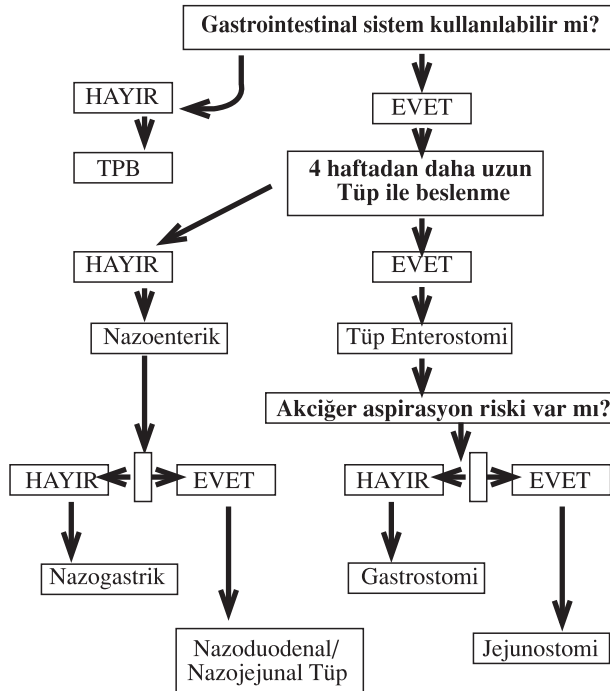 Gastrointestinal sistem kullanılabilir mi?
HAYIR
EVET
TPB
4 haftadan daha uzun
Tüp ile beslenme
HAYIR
EVET
Nazoenterik
Tüp Enterostomi
Akciğer aspirasyon riski var mı?
HAYIR
EVET
HAYIR
EVET
Nazogastrik
Gastrostomi
Nazoduodenal/
Nazojejunal Tüp
Jejunostomi